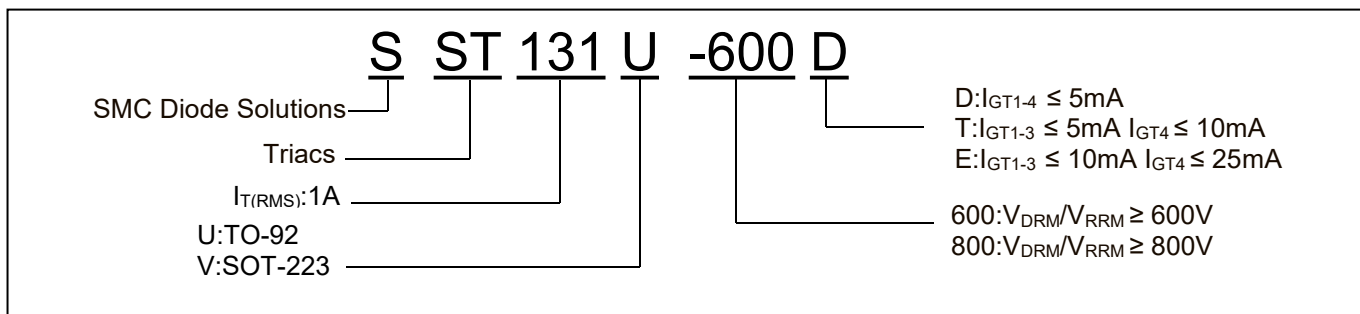 S ST 131 U -600 D
SMC Diode Solutions
Triacs
IT(RMS):1A
U:TO-92
V:SOT-223
D:IGT1-4 ≤ 5mA
T:IGT1-3 ≤ 5mA IGT4 ≤ 10mA
E:IGT1-3 ≤ 10mA IGT4 ≤ 25mA
600:VDRM/VRRM ≥ 600V
800:VDRM/VRRM ≥ 800V